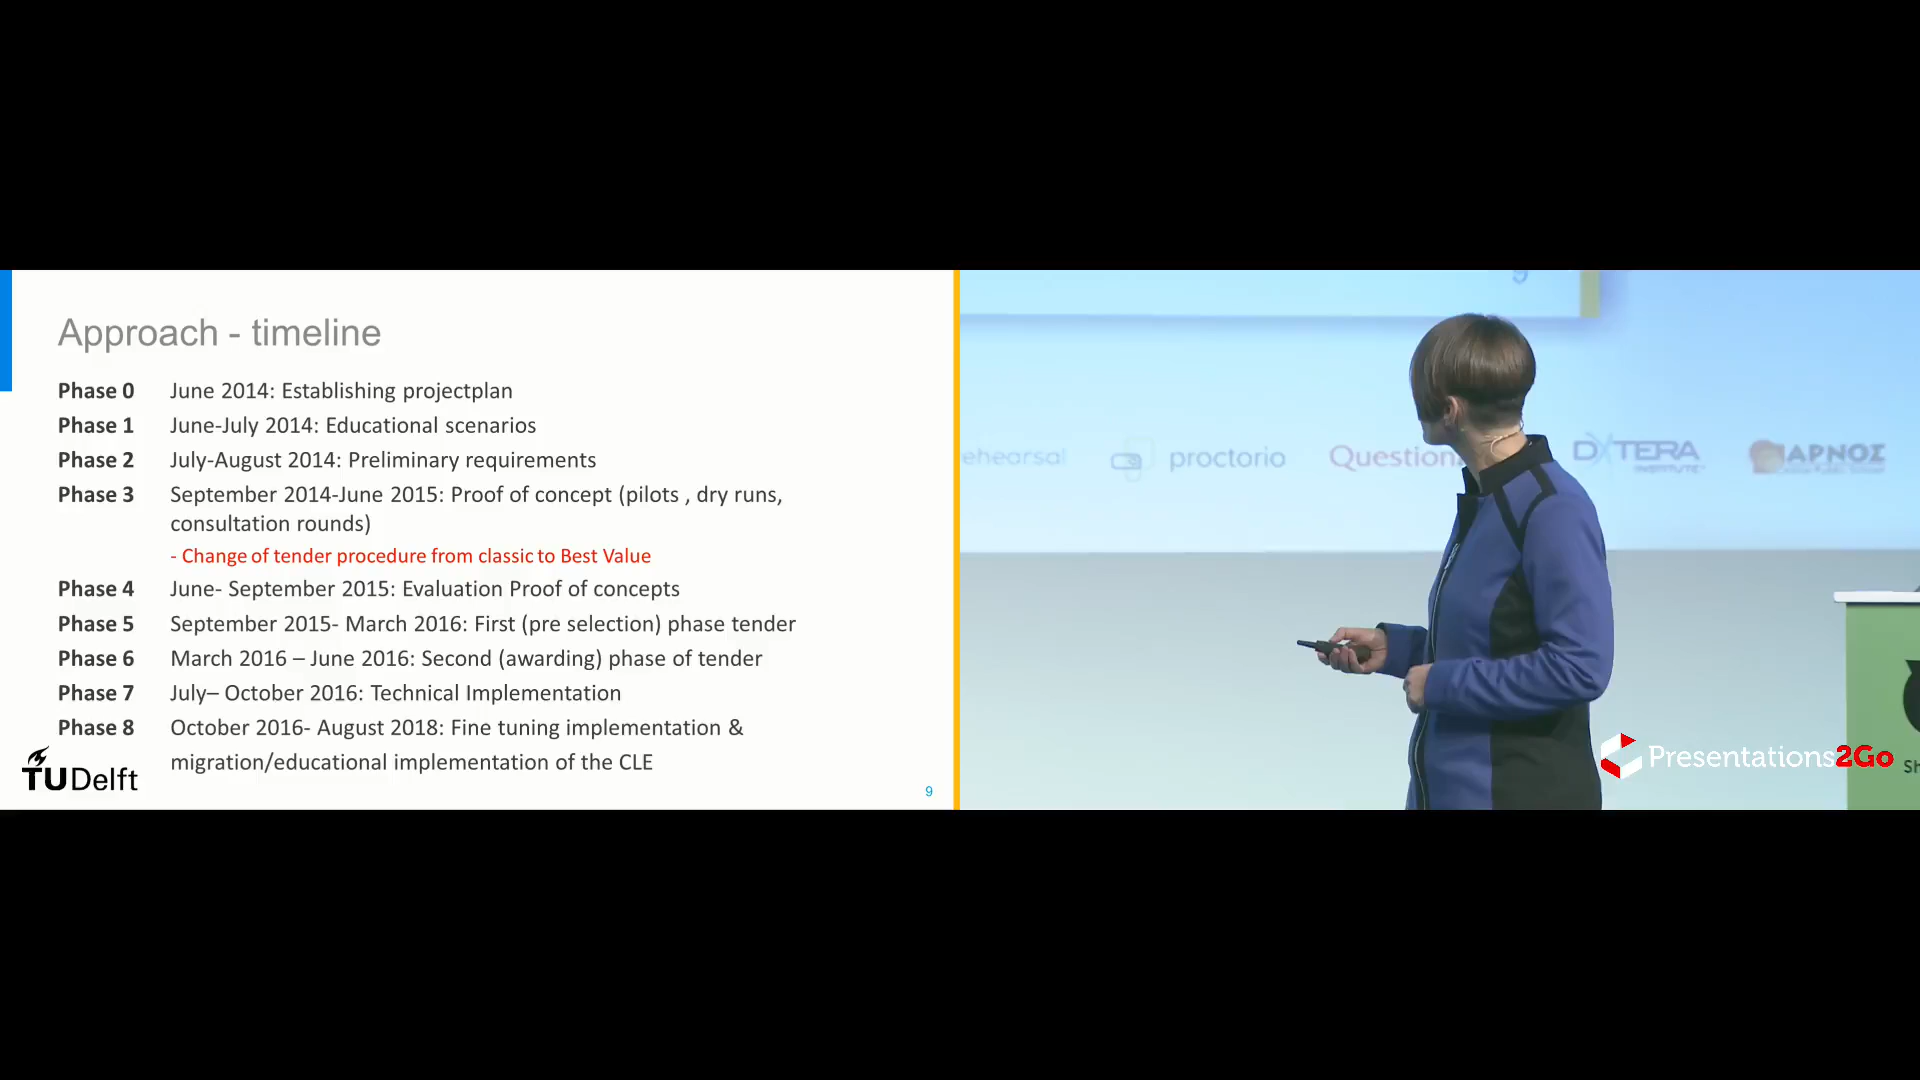 Approach - timeline
Phase 0 June 2014: Establishing projectplan
Phase 1 June-July 2014: Educational scenarios
Phase 2 July-August 2014: Preliminary requirements
Phase 3 September 2014-June 2015: Proof of concept (pilots , dry runs,
consultation rounds)
- Change of tender procedure from classic to Best Value
Phase 4 June- September 2015: Evaluation Proof of concepts
Phase 5 September 2015- March 2016: First (pre selection) phase tender
Phase 6 March 2016 – June 2016: Second (awarding) phase of tender
Phase 7 July– October 2016: Technical Implementation
Phase 8 October 2016- August 2018: Fine tuning implementation &
migration/educational implementation of the CLE
TUDelft
9
9
ehearsal proctorio Question DXTERA ΑΡΝΟΣ
INSTITUTE
Presentations2Go
Sh